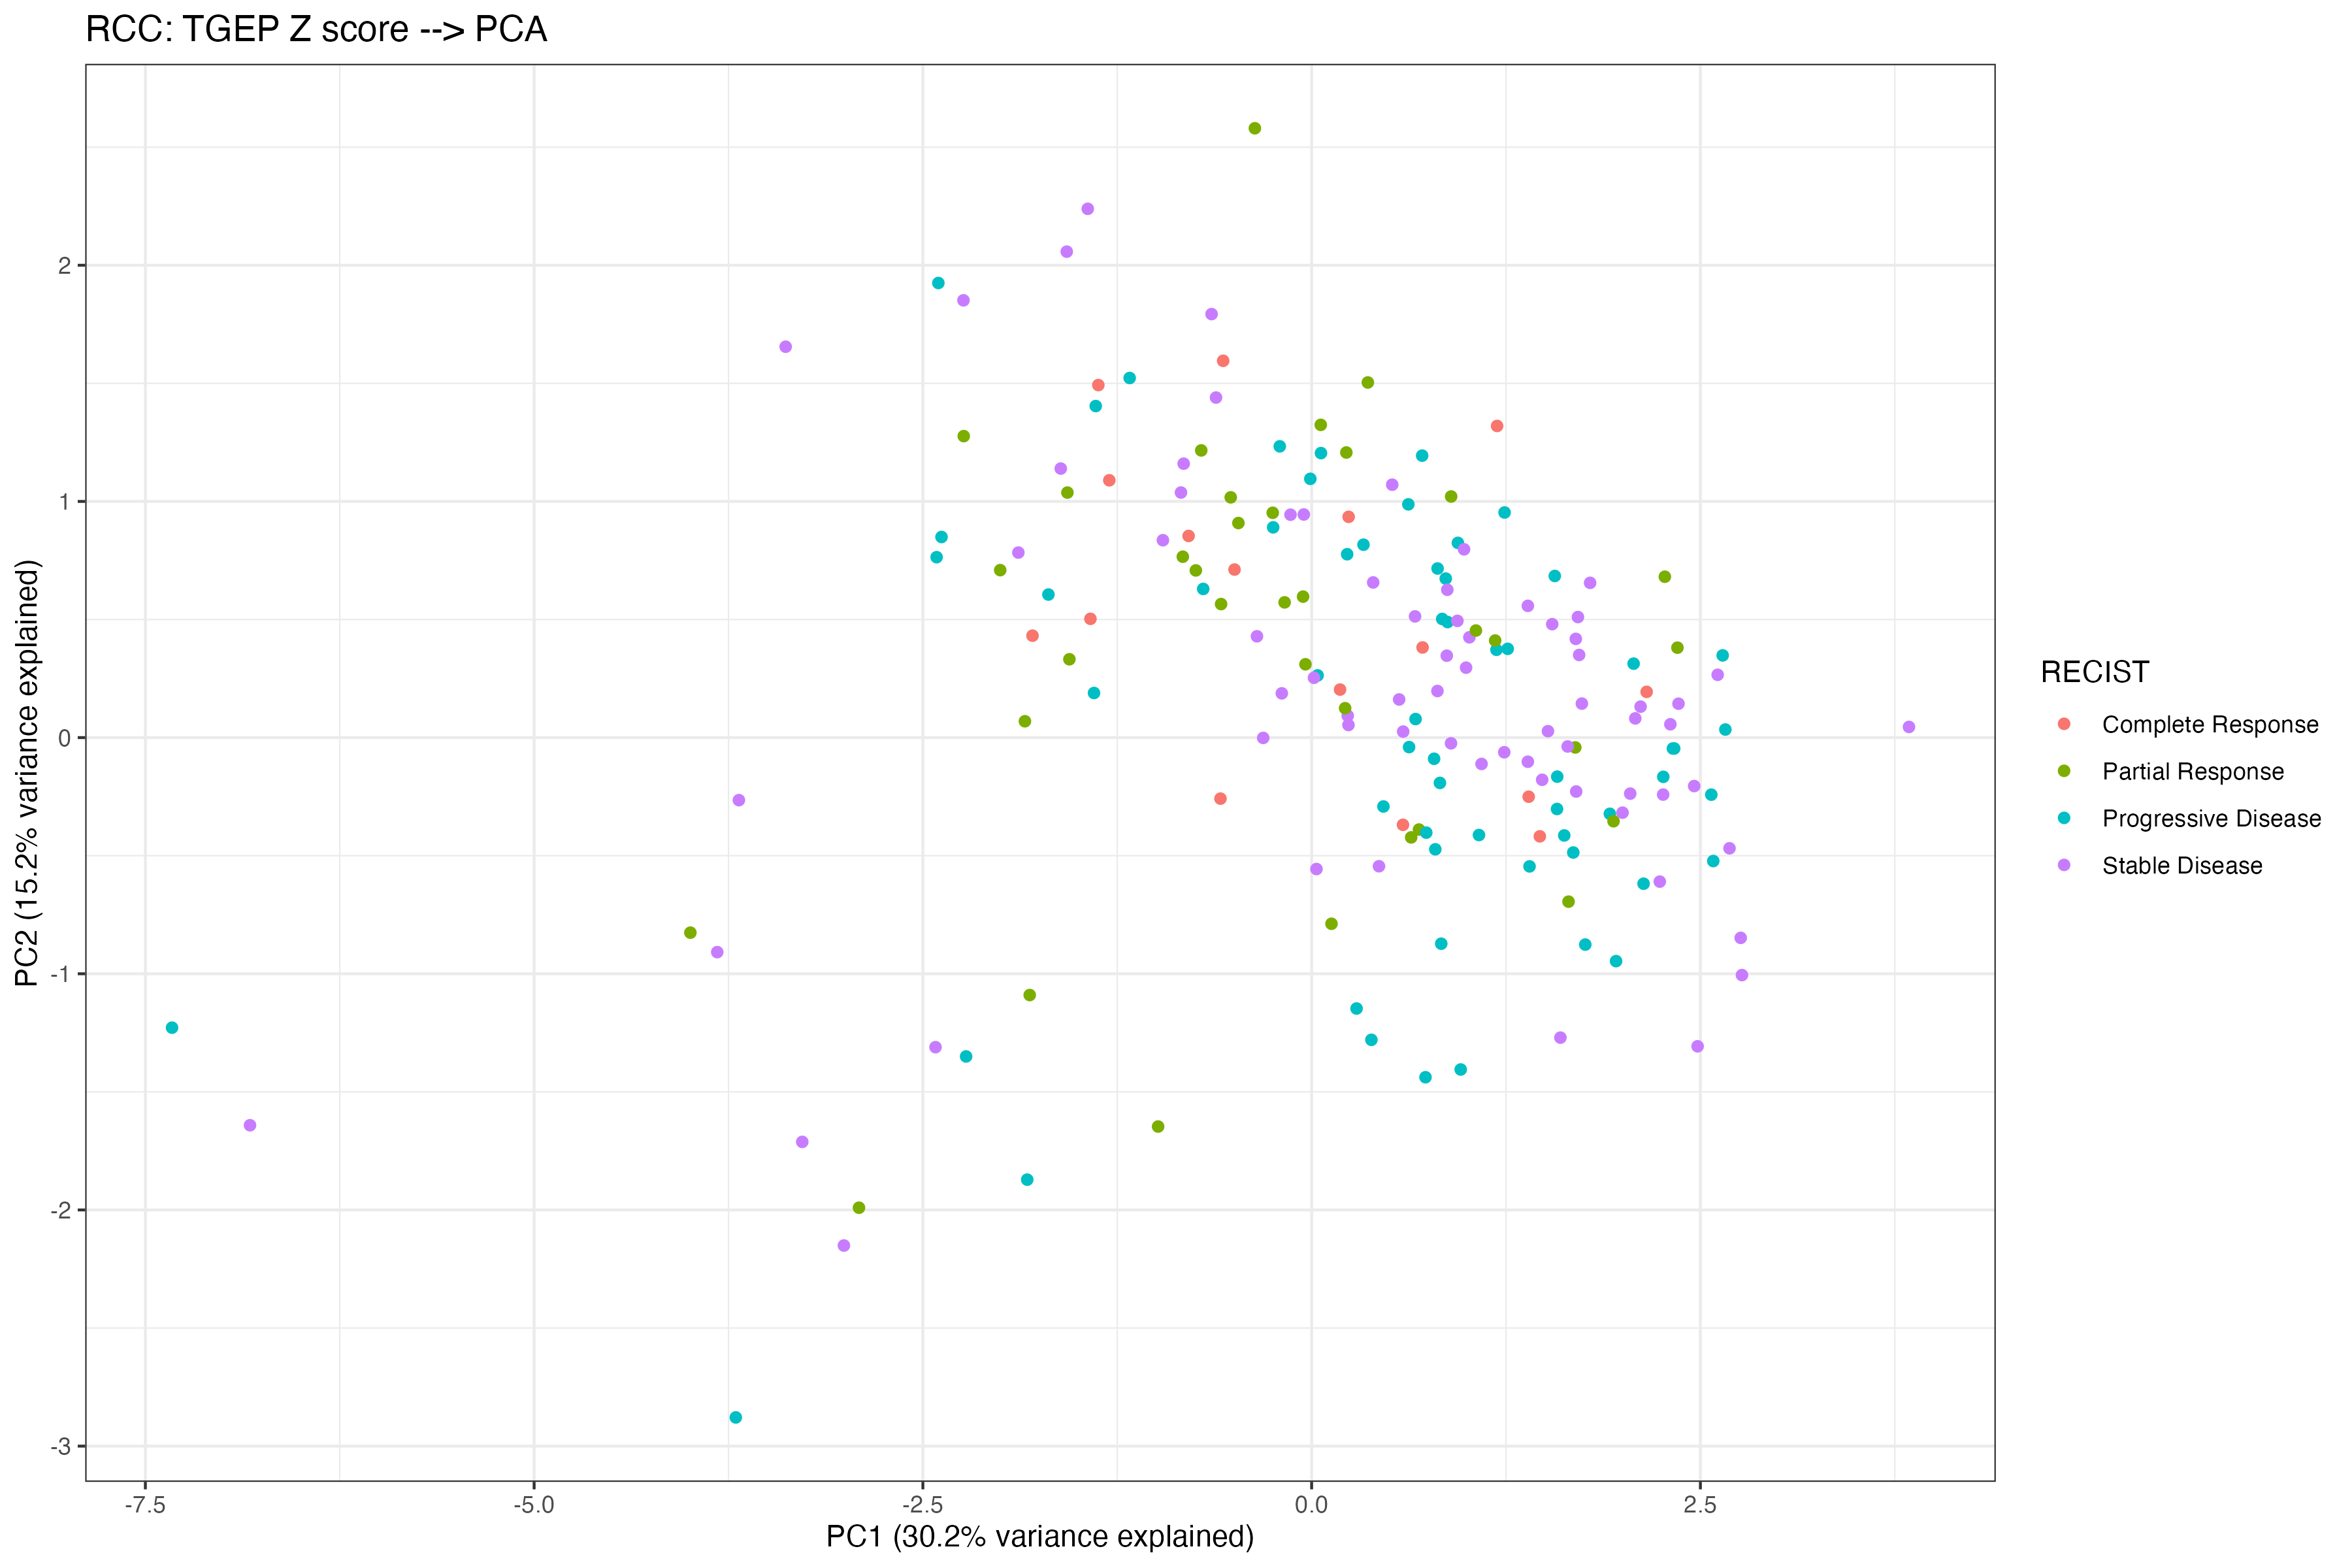 RCC: TGEP Z score --> PCA
PC2 (15.2% variance explained)
2
1
0
-1
-2
-3
-7.5
-5.0
-2.5
0.0
2.5
PC1 (30.2% variance explained)
RECIST
Complete Response
Partial Response
Progressive Disease
Stable Disease